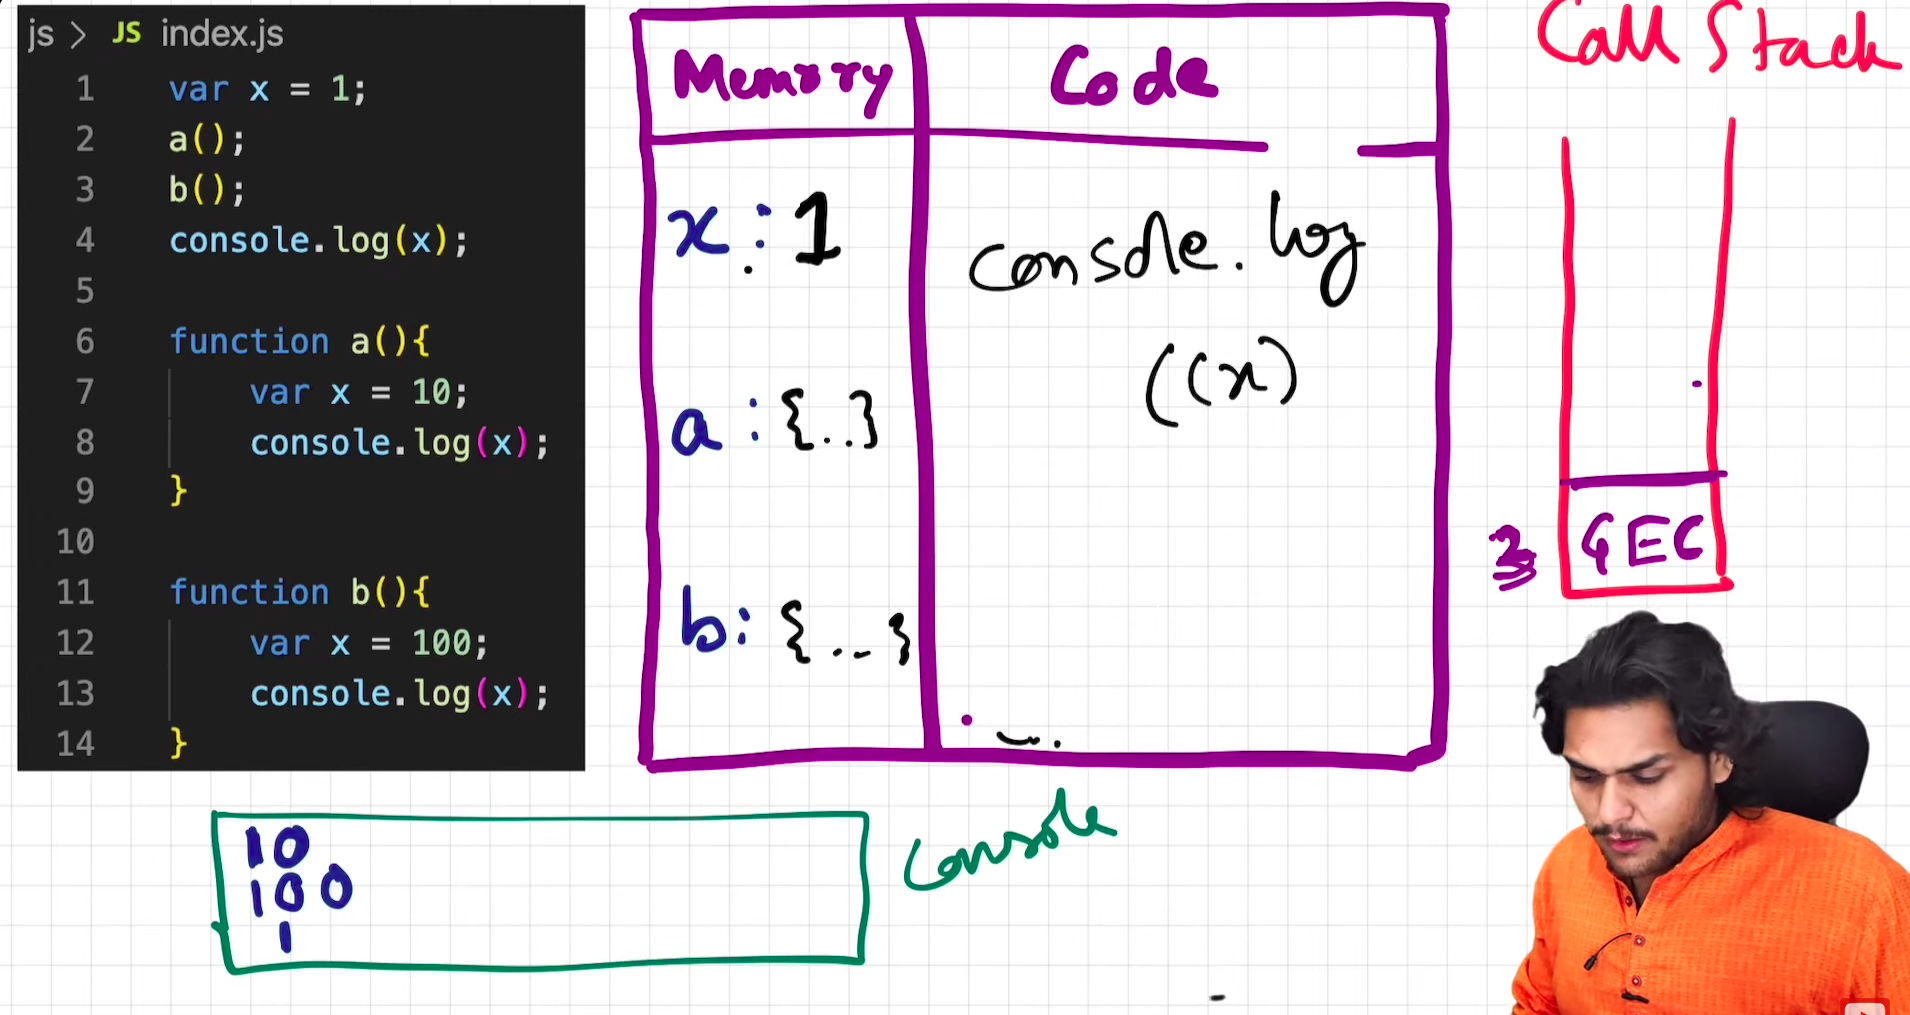 js > JS index.js
1 var x = 1;
2 a();
3 b();
4 console.log(x);
5
6 function a(){
7 var x = 10;
8 console.log(x);
9 }
10
11 function b(){
12 var x = 100;
13 console.log(x);
14 }
Memory
Code
x : 1
console.log
((x)
a : {..}
b: {...}
Call Stack
GEC
10
100
1
Console